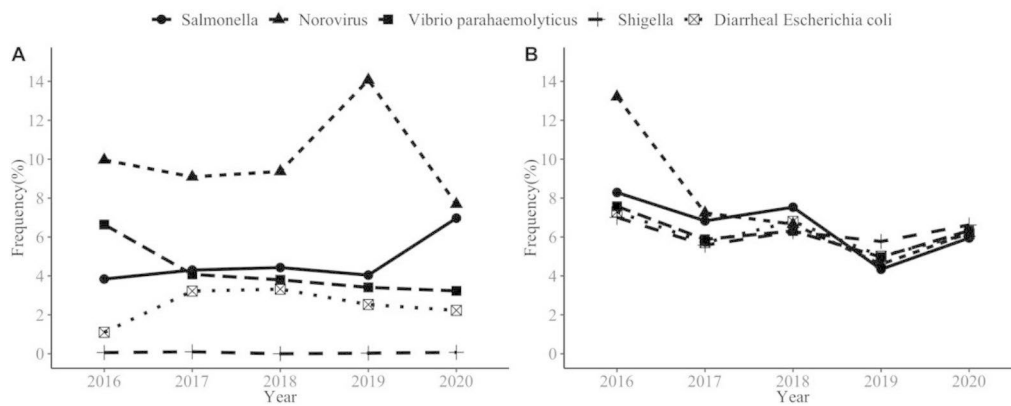 Salmonella Norovirus Vibrio parahaemolyticus Shigella Diarrheal Escherichia coli
A
14
12
10
8
6
4
2
0
Frequency(%)
2016 2017 2018 2019 2020
Year
B
14
12
10
8
6
4
2
0
Frequency(%)
2016 2017 2018 2019 2020
Year